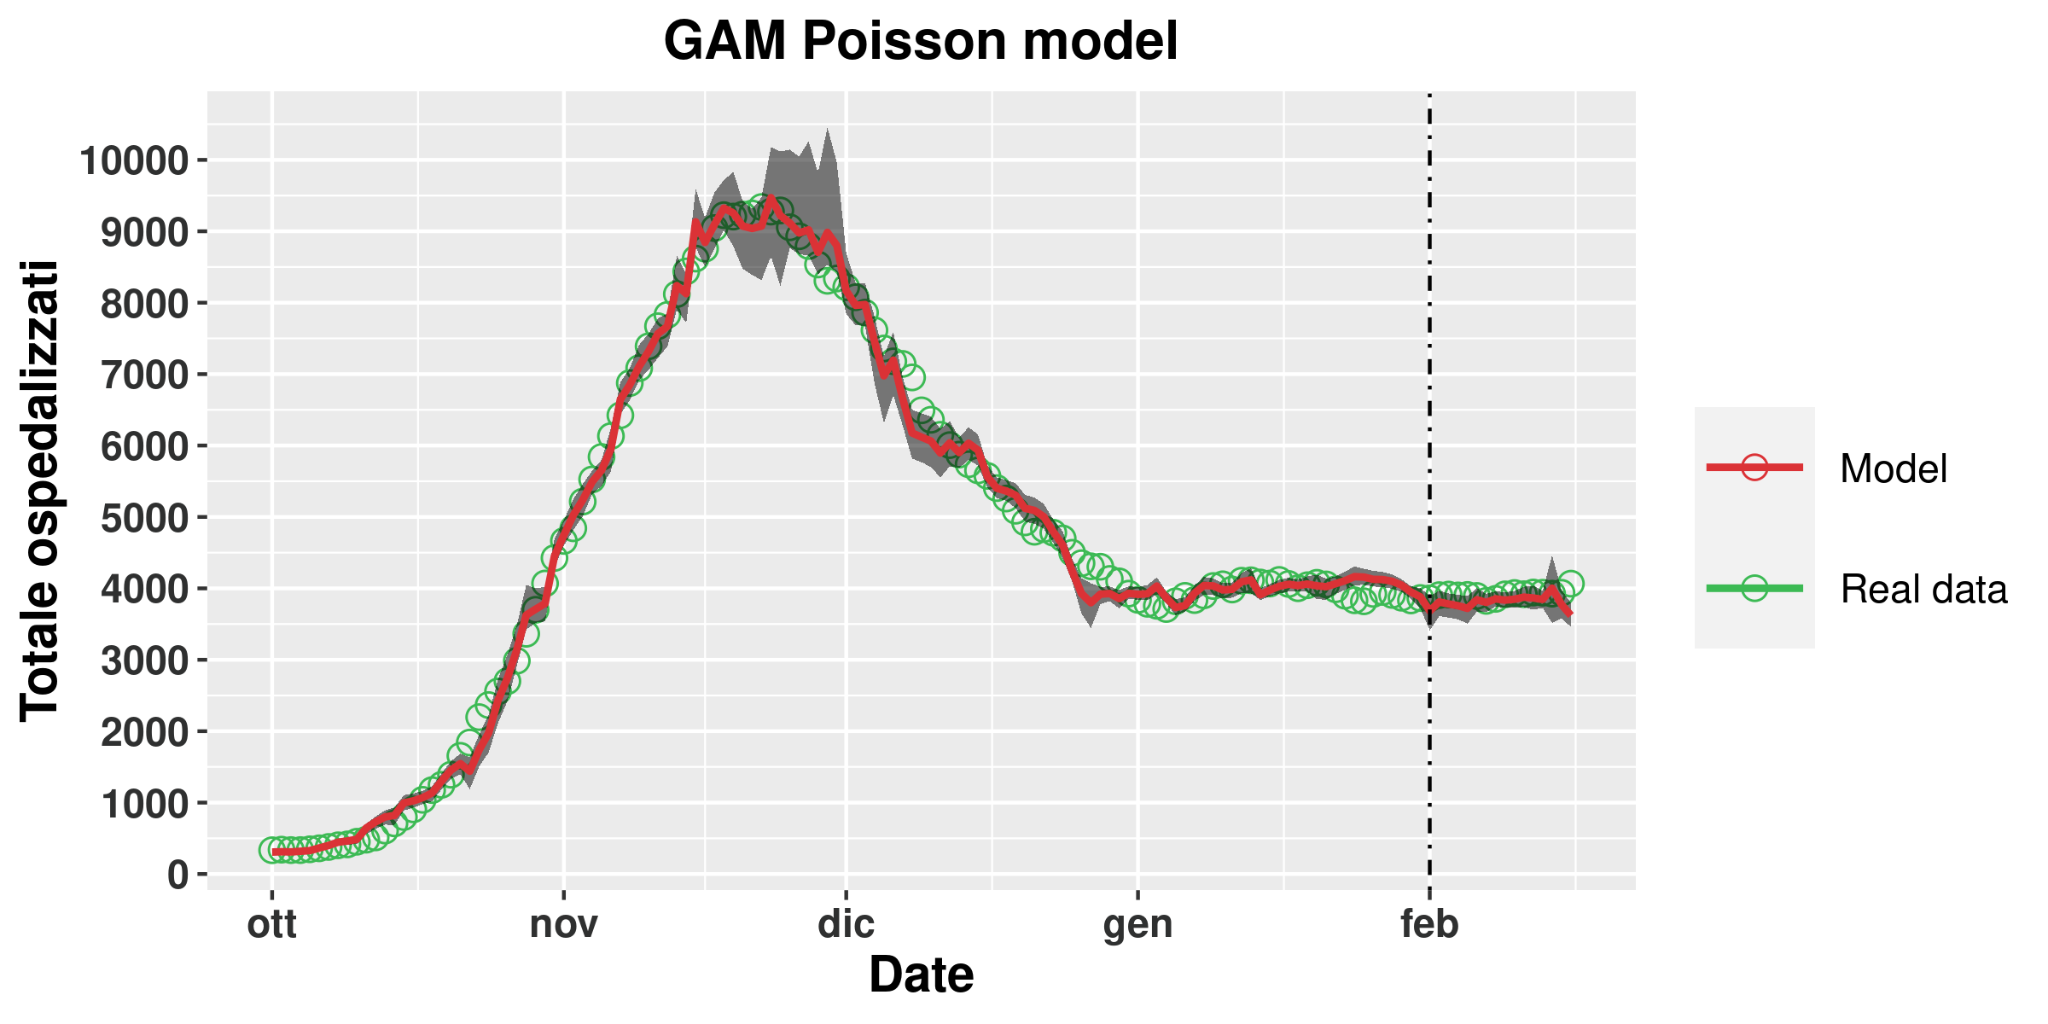 GAM Poisson model
Totale ospedalizzati
10000
9000
8000
7000
6000
5000
4000
3000
2000
1000
0
ott nov dic gen feb
Date
Model
Real data